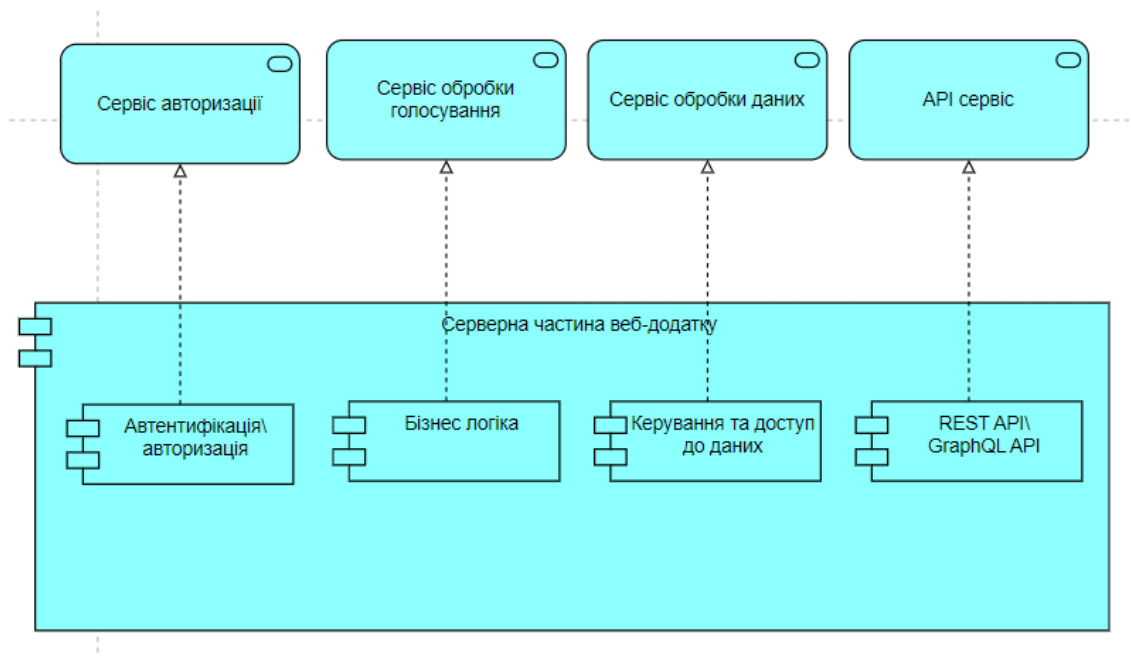 Сервіс авторизації
Сервіс обробки
голосування
Сервіс обробки даних
API сервіс
Серверна частина веб-додатку
Автентифікація\
авторизація
Бізнес логіка
Керування та доступ
до даних
REST API\
GraphQL API